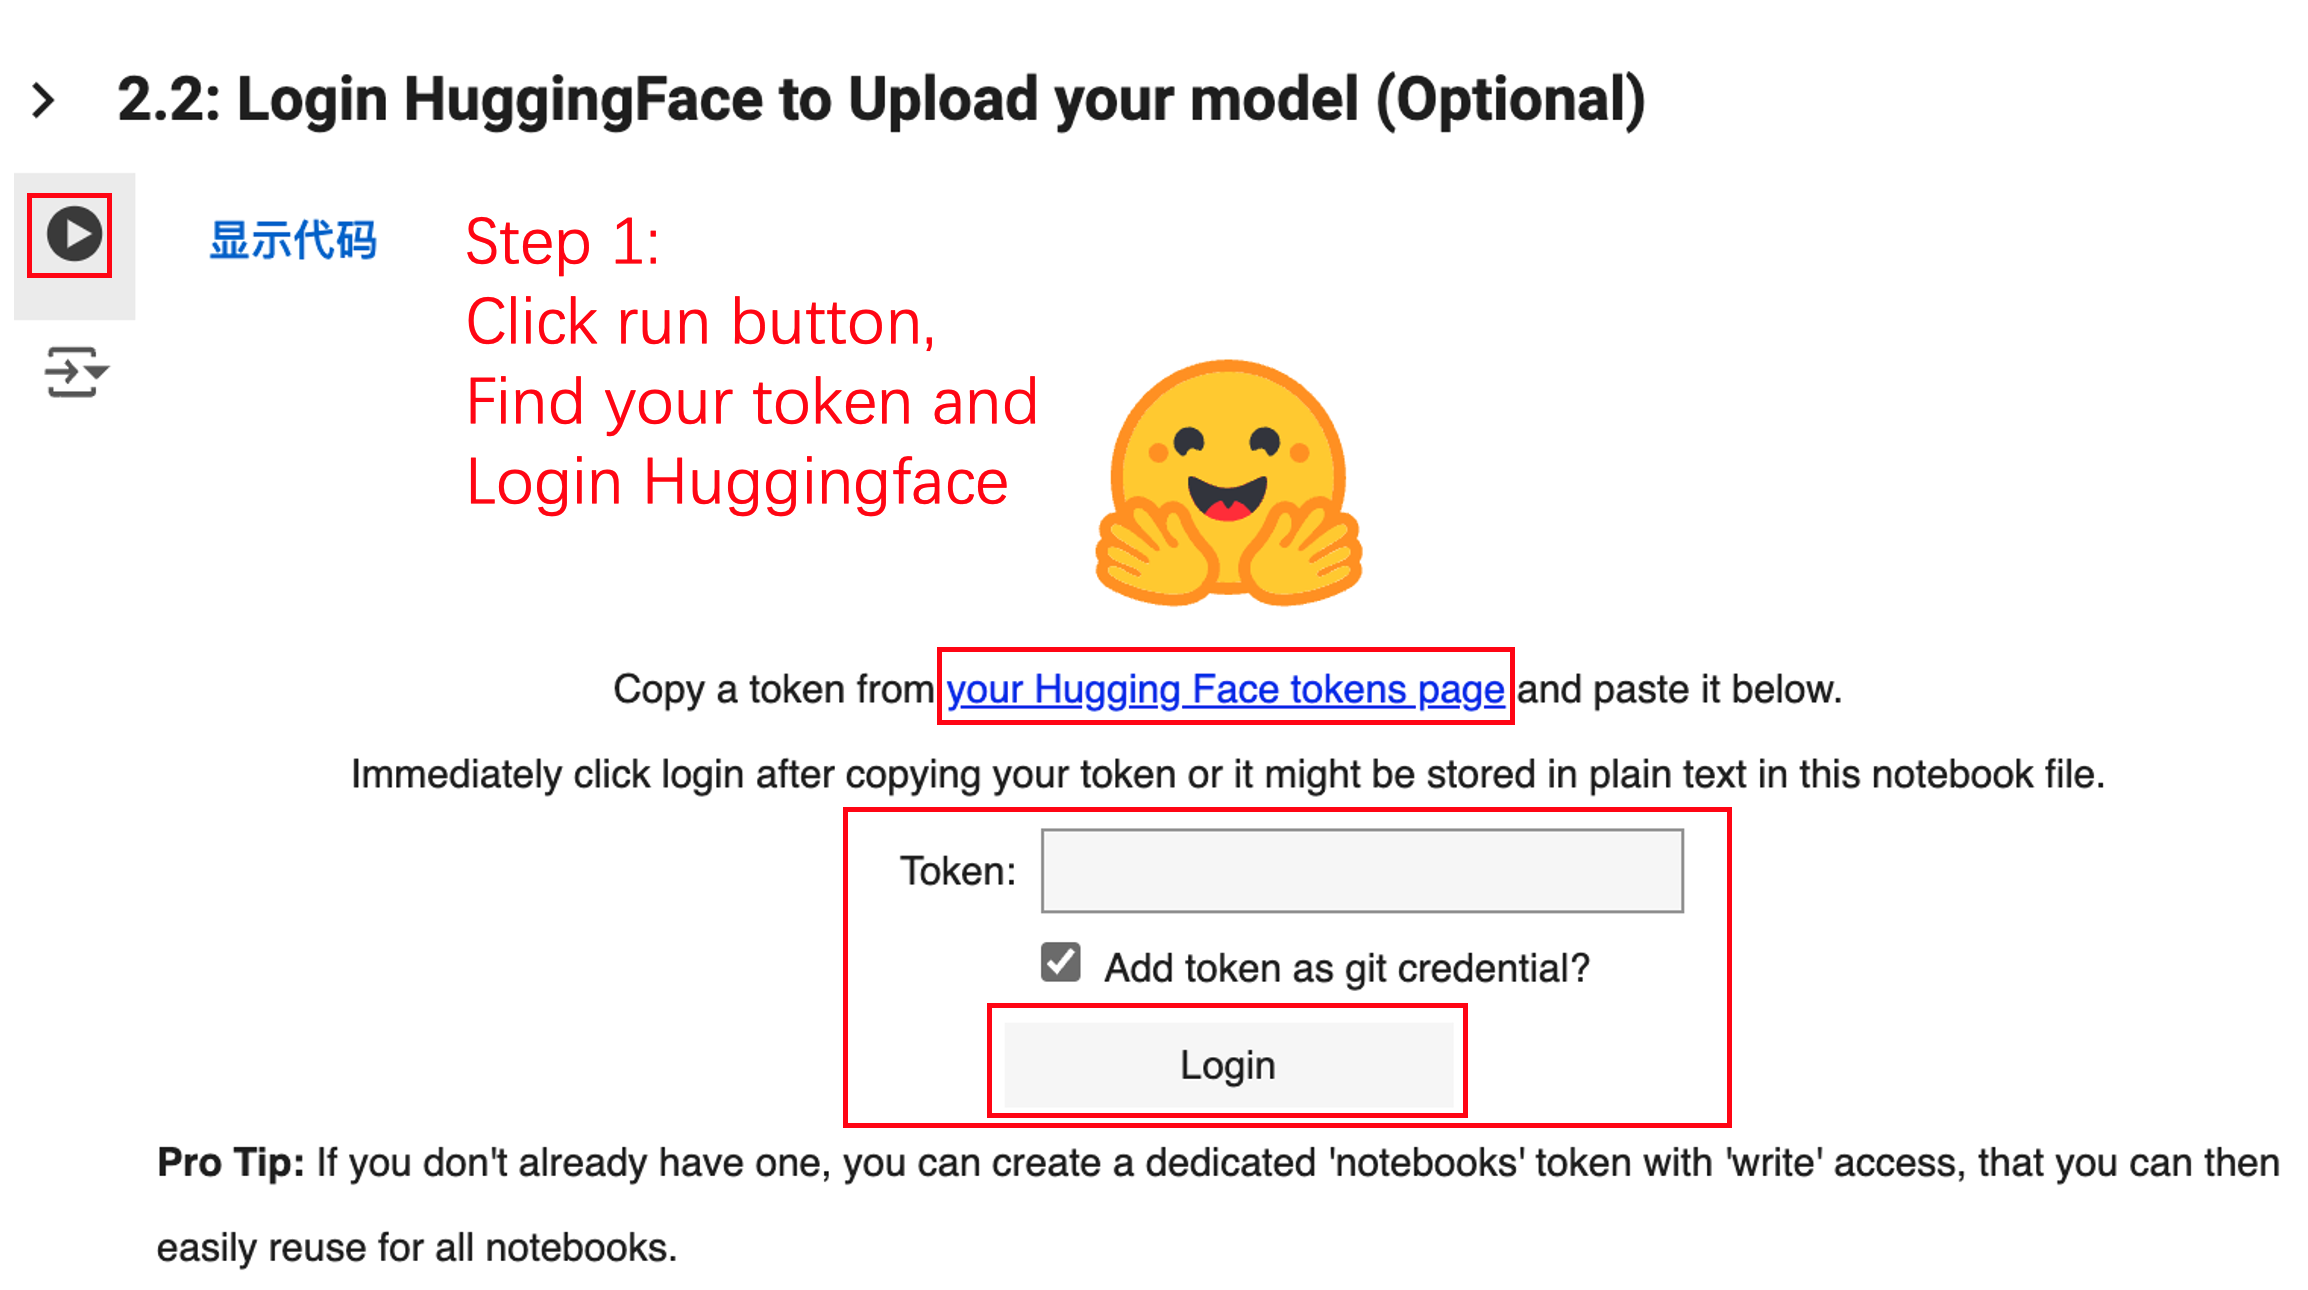 2.2: Login HuggingFace to Upload your model (Optional)
显示代码
Step 1:
Click run button,
Find your token and
Login Huggingface
Copy a token from your Hugging Face tokens page and paste it below.
Immediately click login after copying your token or it might be stored in plain text in this notebook file.
Token:
Add token as git credential?
Login
Pro Tip: If you don't already have one, you can create a dedicated 'notebooks' token with 'write' access, that you can then
easily reuse for all notebooks.